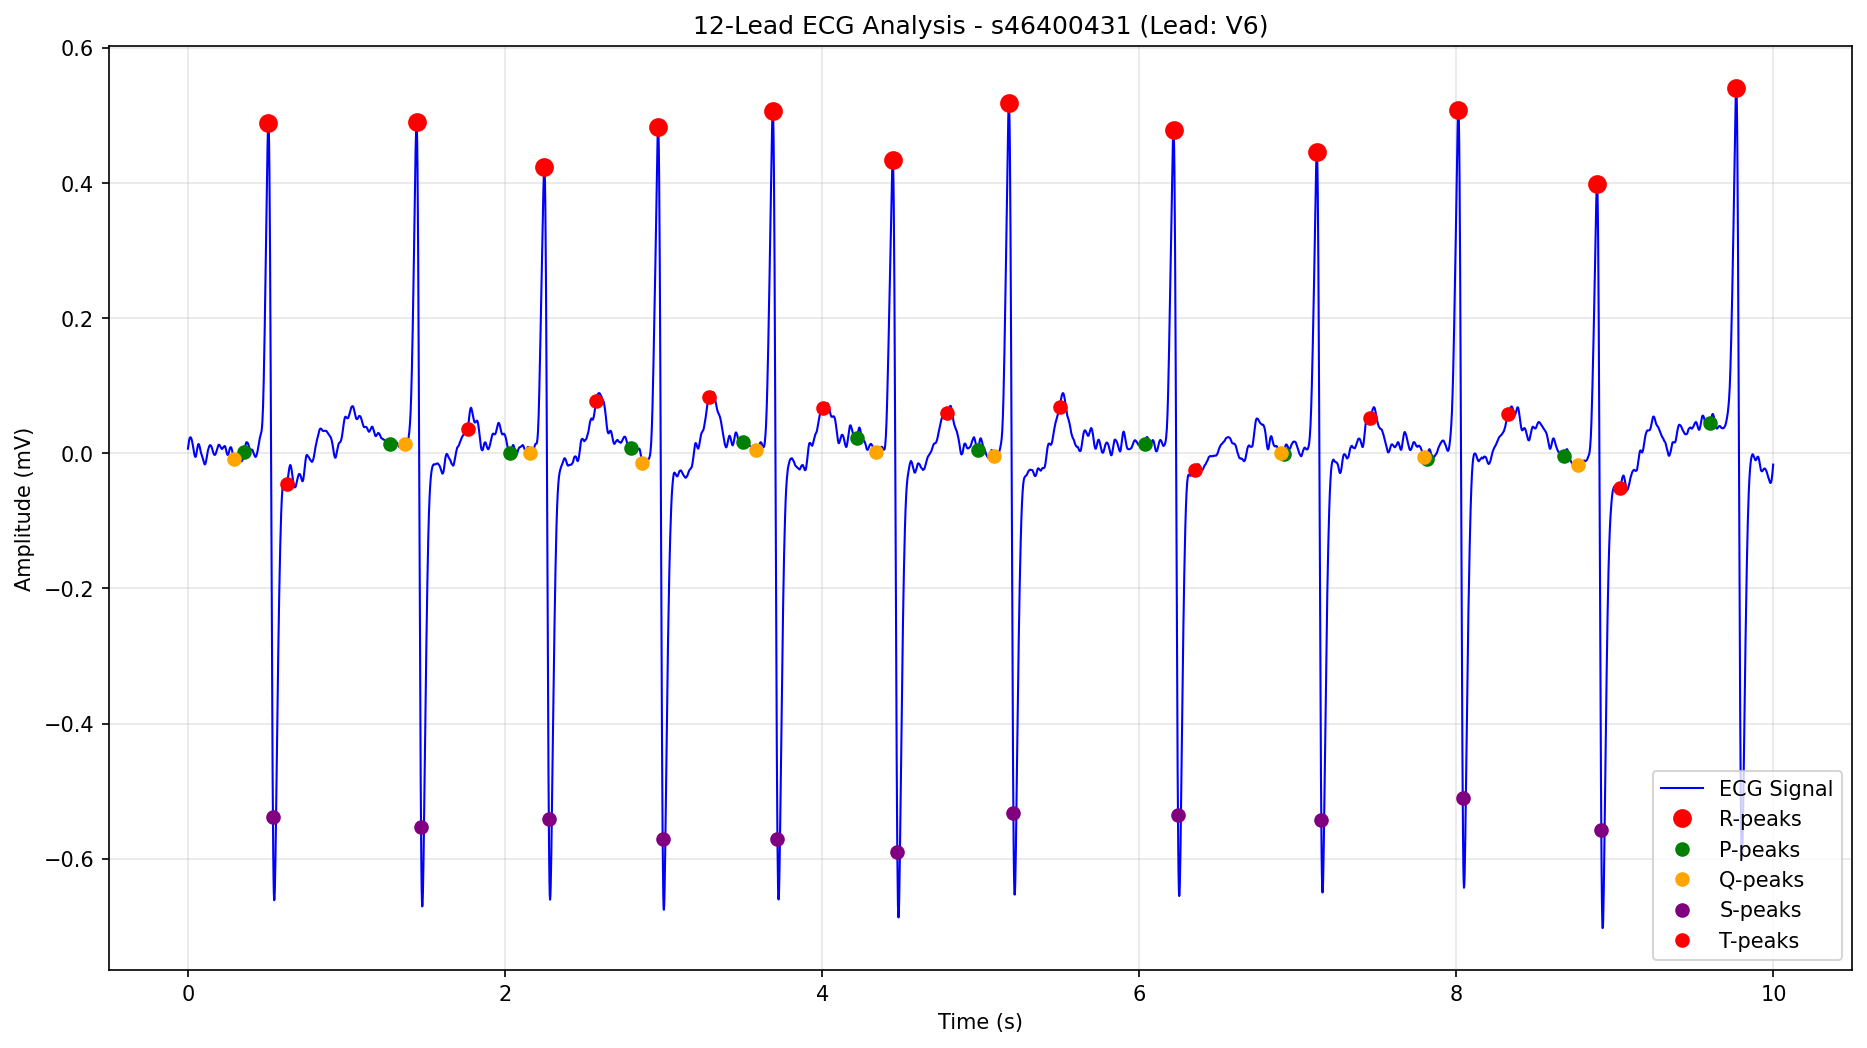 12-Lead ECG Analysis - s46400431 (Lead: V6)
Amplitude (mV)
0.6
0.4
0.2
0.0
−0.2
−0.4
−0.6
ECG Signal
R-peaks
P-peaks
Q-peaks
S-peaks
T-peaks
0 2 4 6 8 10
Time (s)